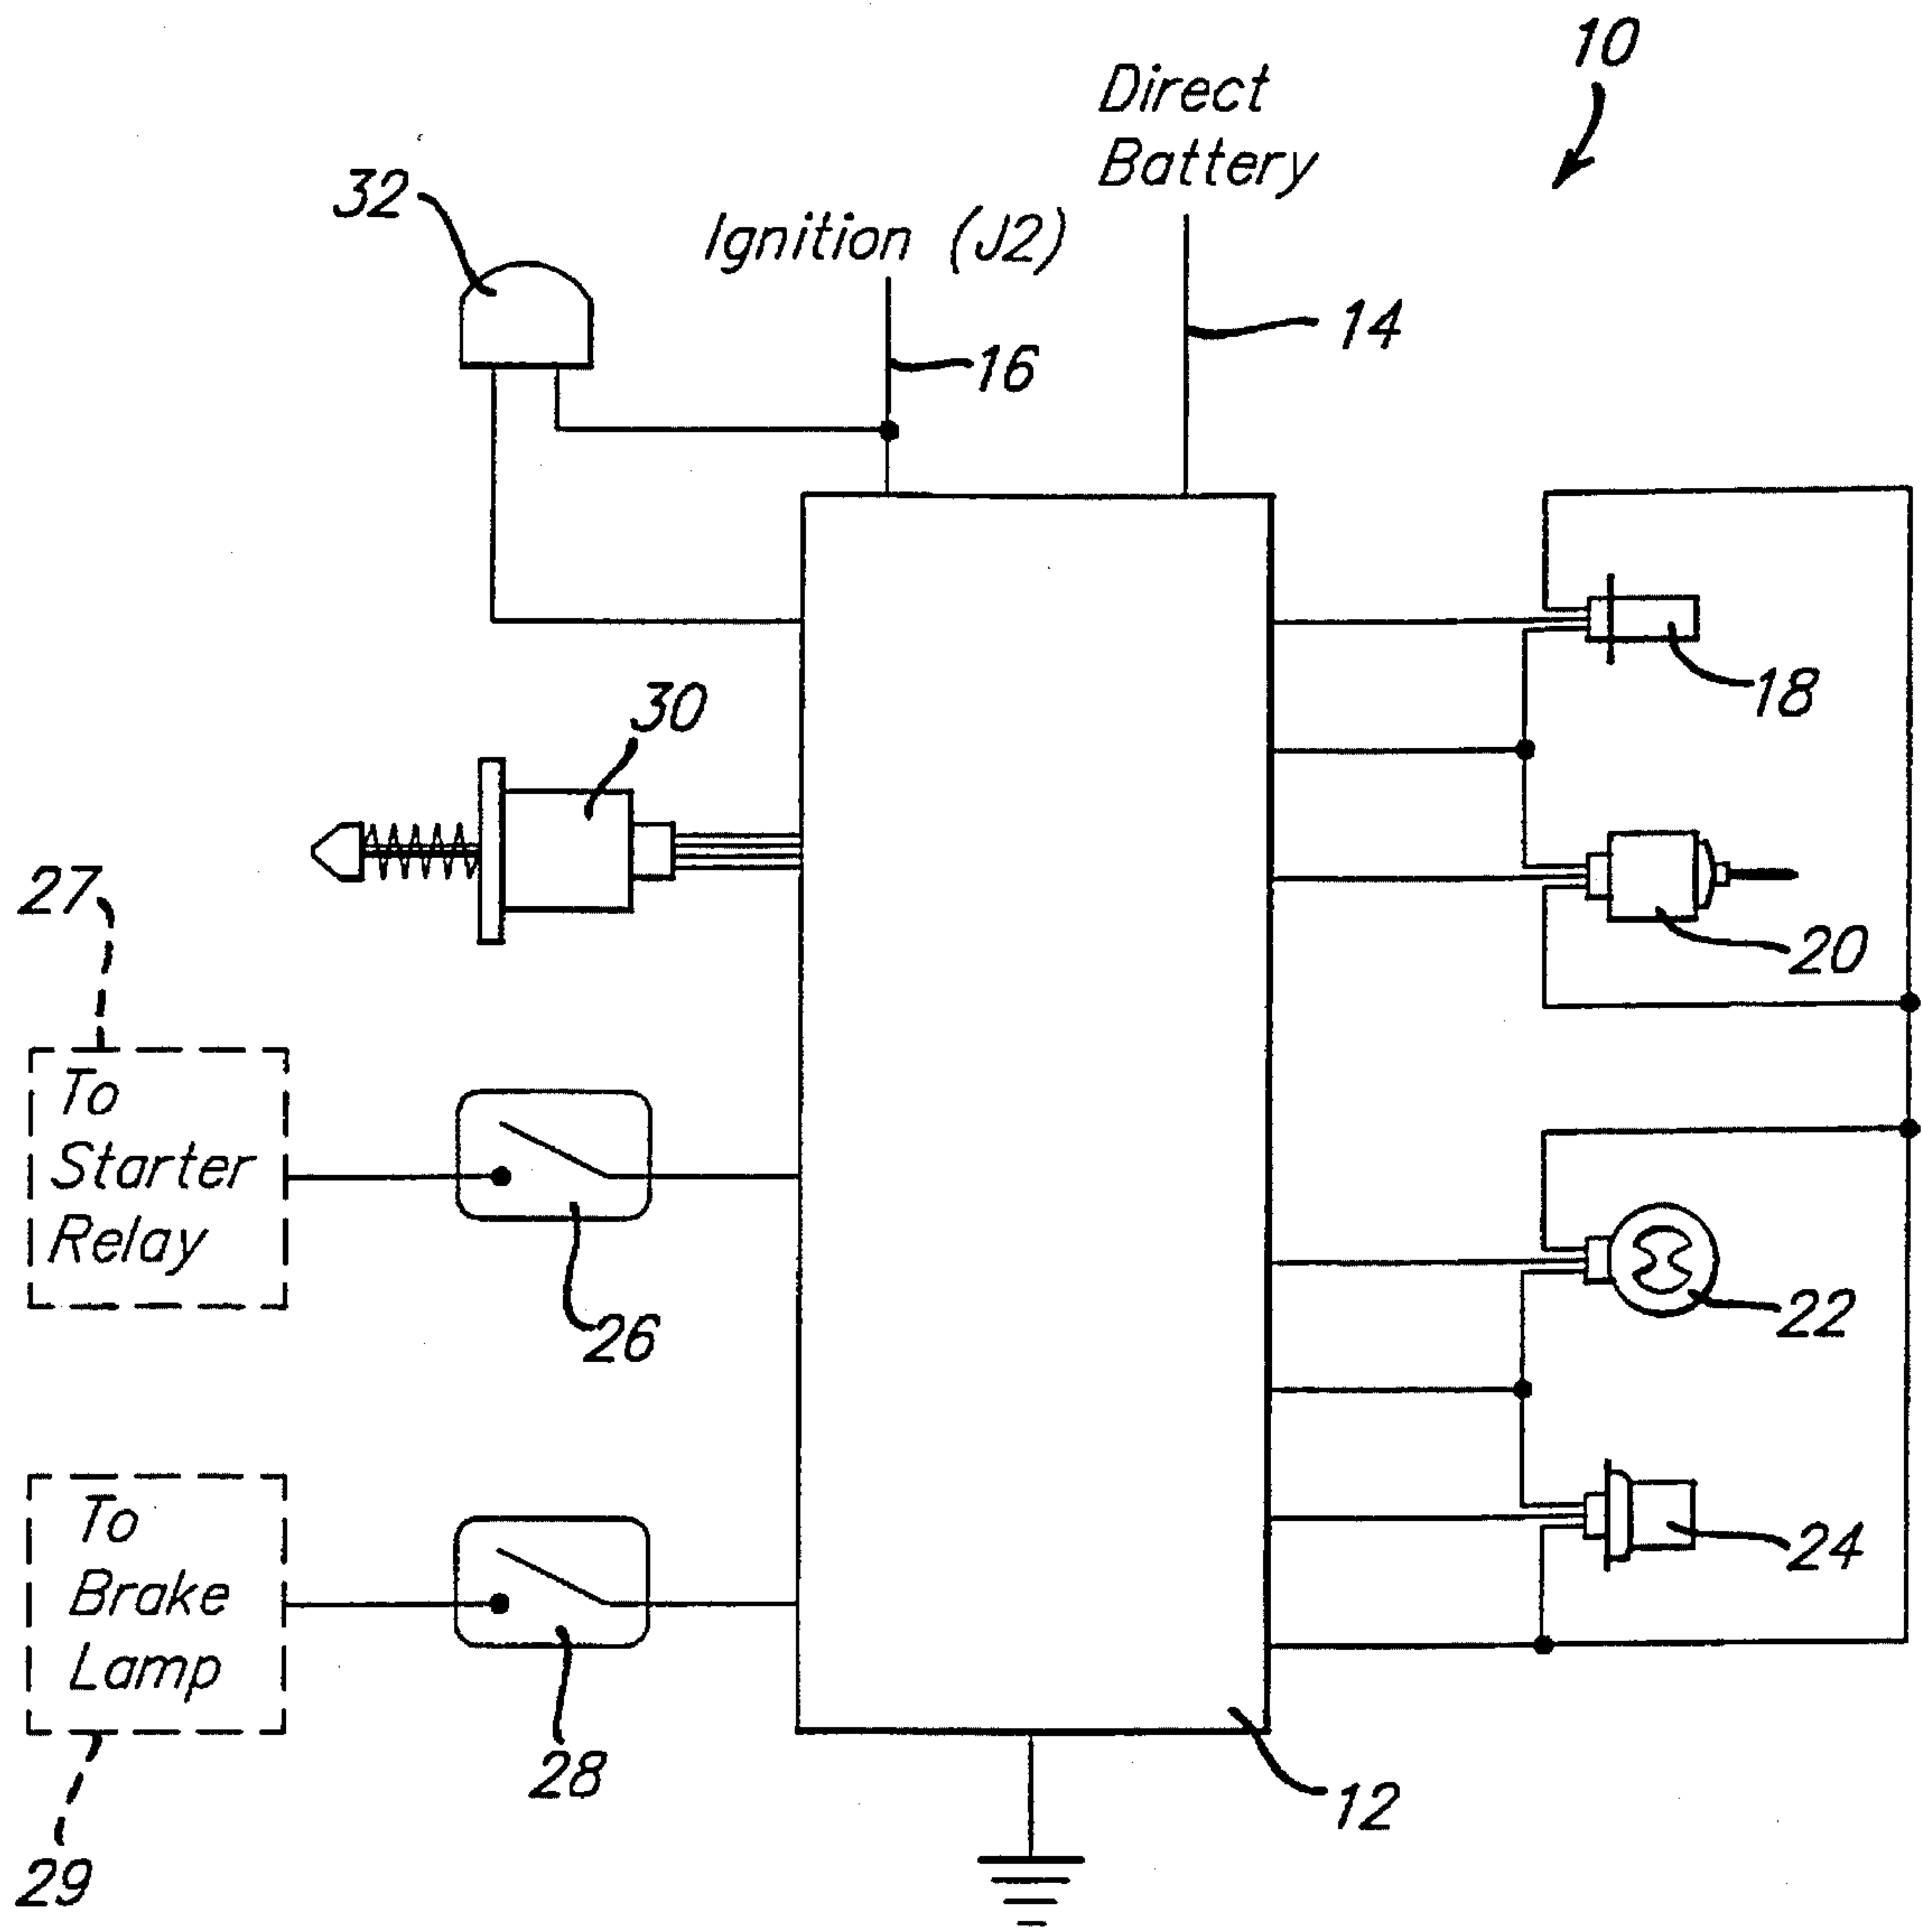 10
Direct
Battery
32
Ignition (J2)
14
16
18
30
27
20
To
Starter
Relay
26
22
To
Brake
Lamp
24
28
12
29